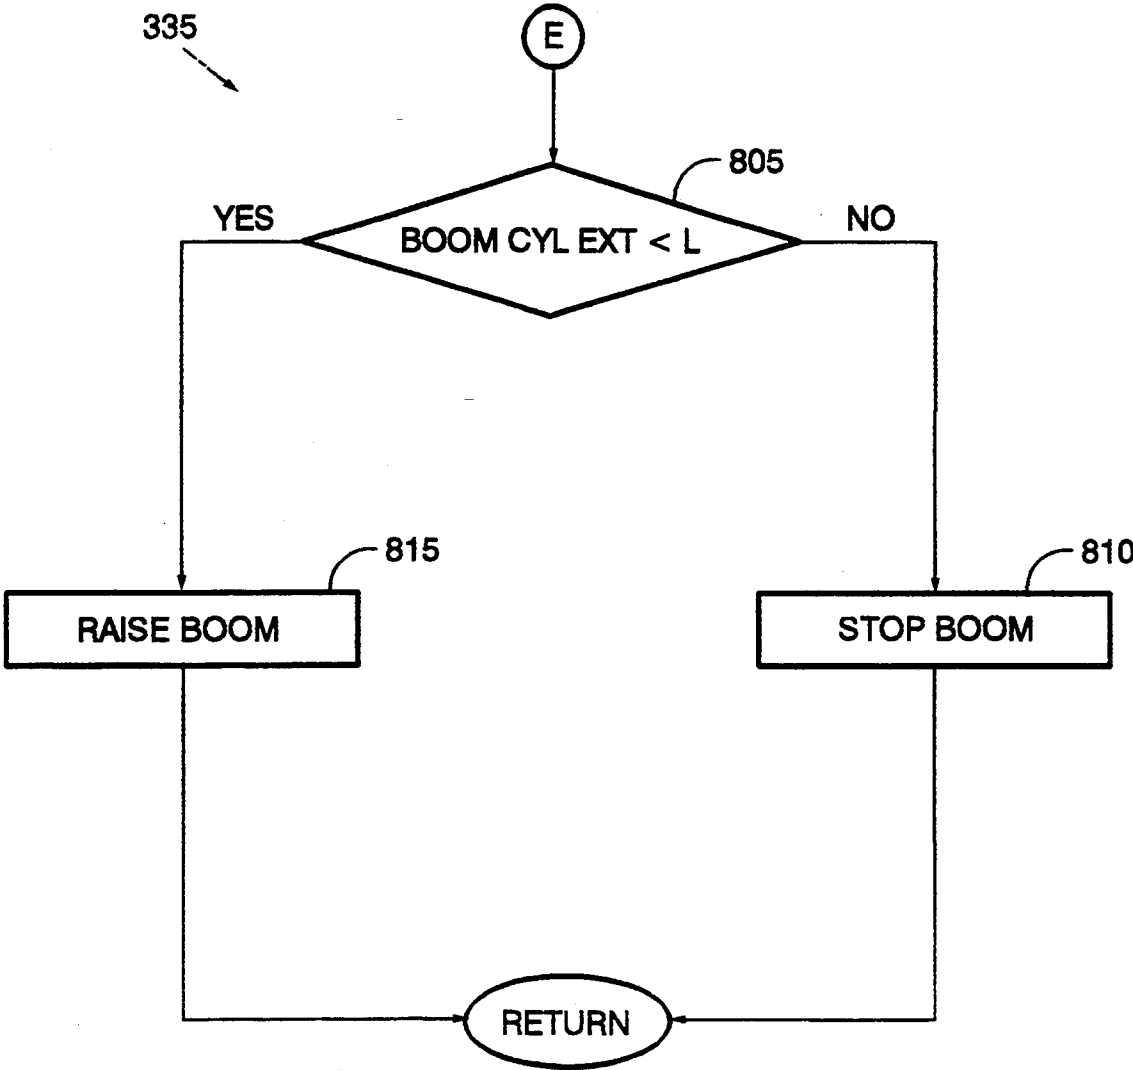 335
E
805
YES
BOOM CYL EXT < L
NO
815
810
RAISE BOOM
STOP BOOM
RETURN